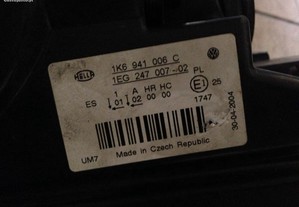 HELLA
1K6 941 006 C
1EG 247 007-02
1 A HR HC PL
ES 01 02 00 00 E1 25
1747
30-04-2004
UM7 Made in Czech Republic